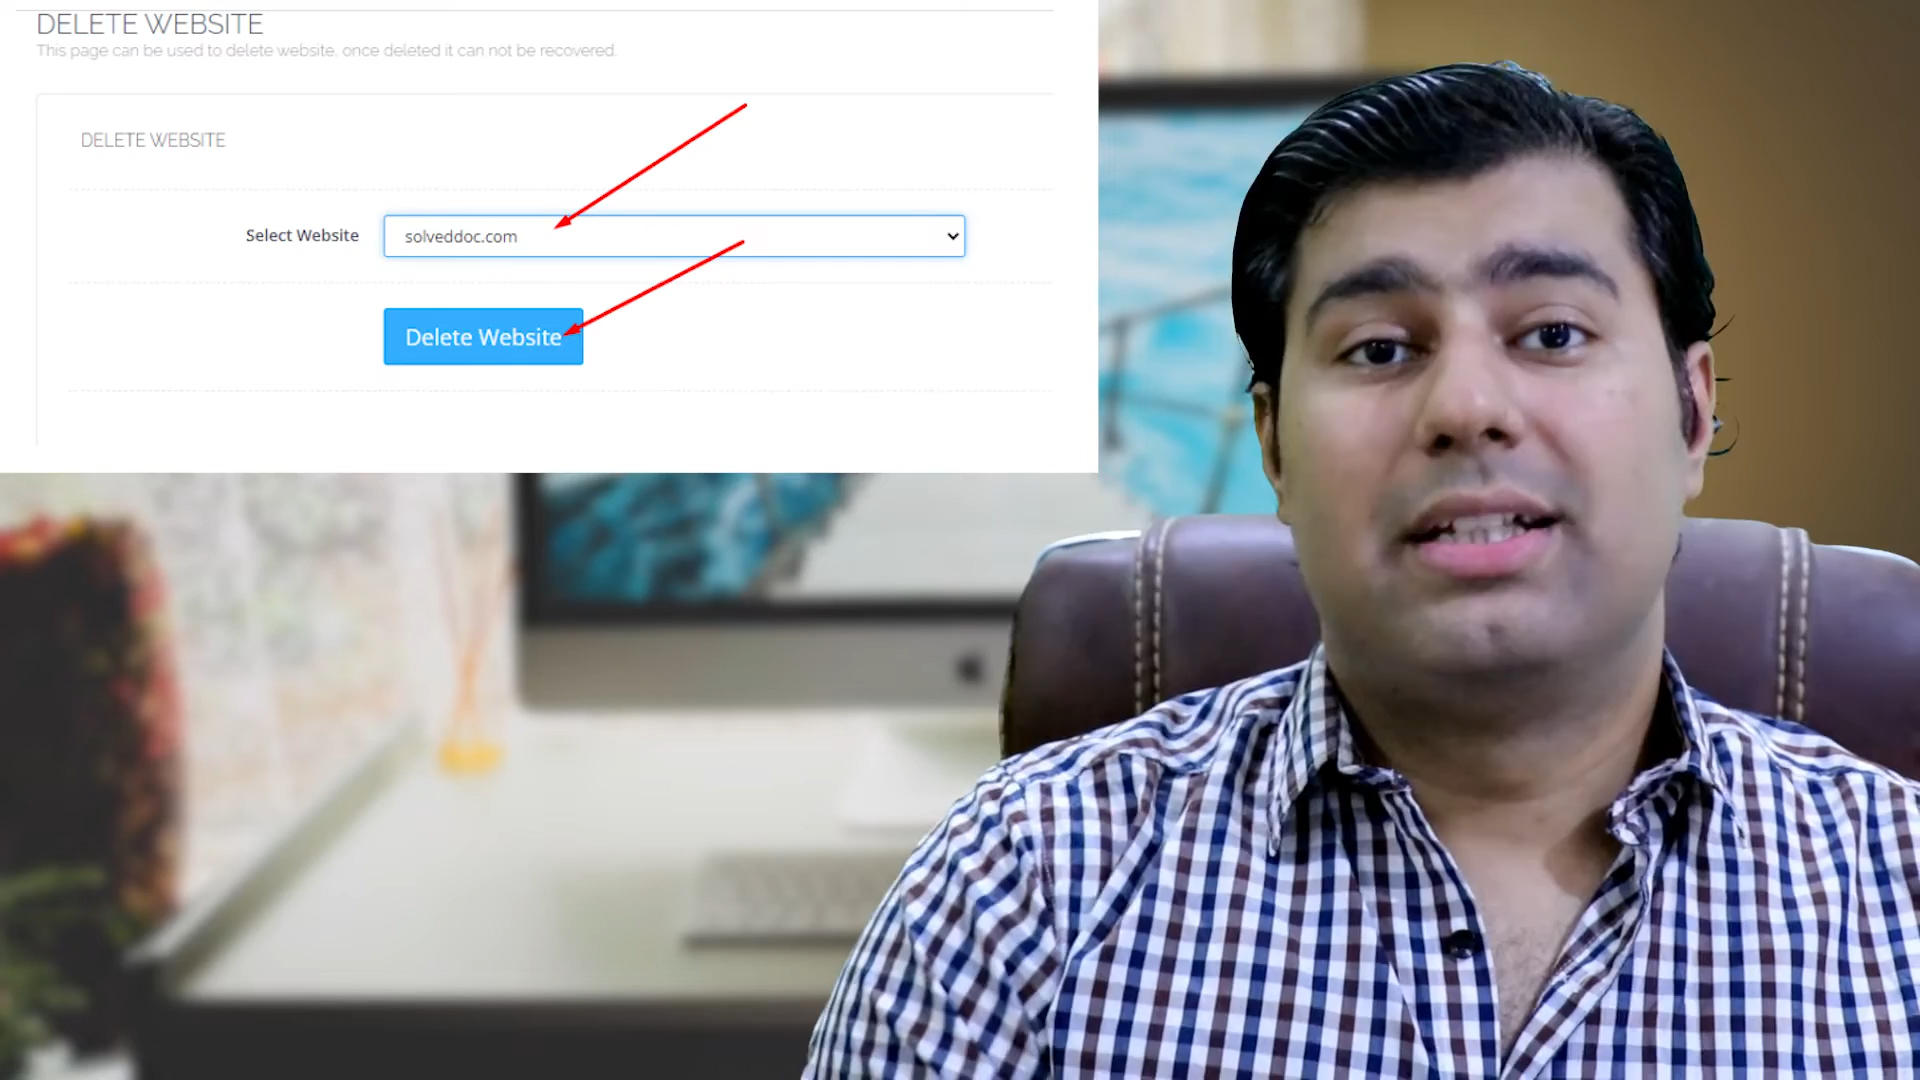 DELETE WEBSITE
This page can be used to delete website, once deleted it can not be recovered.
DELETE WEBSITE
Select Website
solveddoc.com
Delete Website